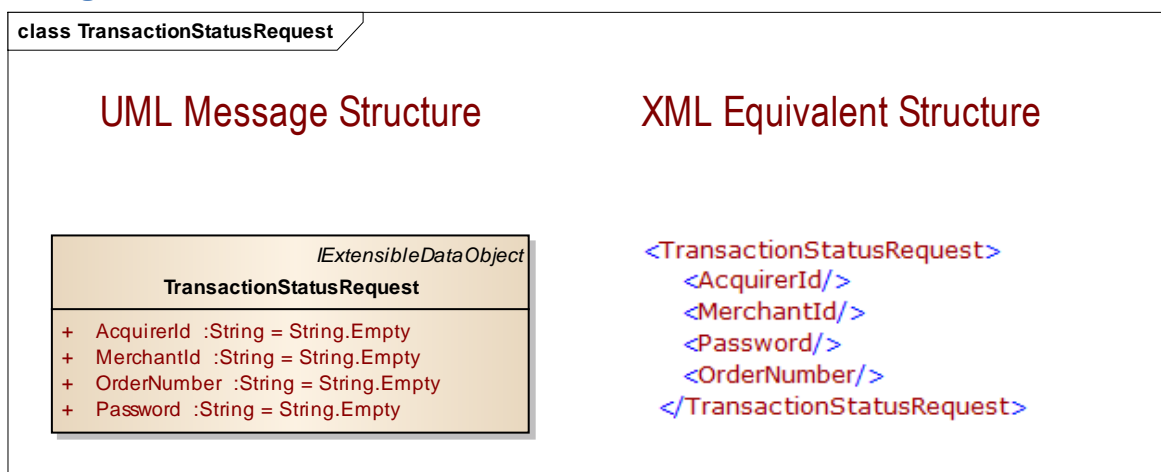 class TransactionStatusRequest
UML Message Structure
XML Equivalent Structure
IExtensibleDataObject
TransactionStatusRequest
+ AcquirerId :String = String.Empty
+ MerchantId :String = String.Empty
+ OrderNumber :String = String.Empty
+ Password :String = String.Empty
<TransactionStatusRequest>
<AcquirerId/>
<MerchantId/>
<Password/>
<OrderNumber/>
</TransactionStatusRequest>